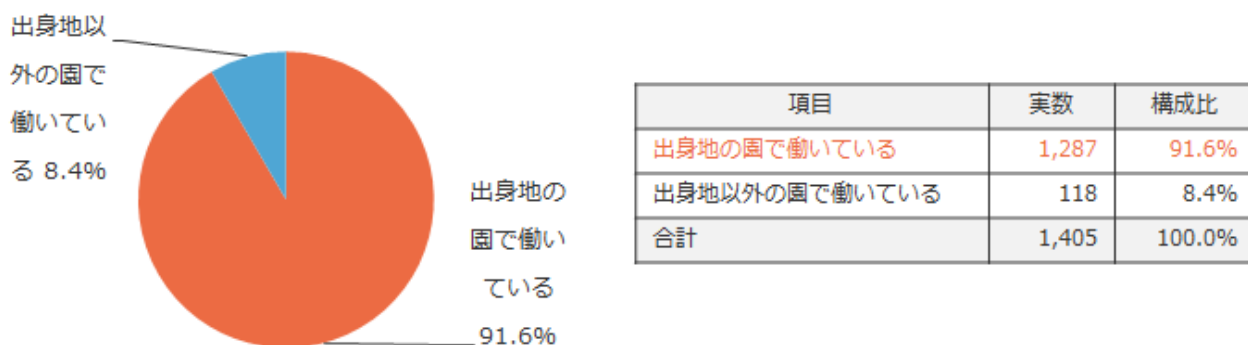 出身地以
外の園で
働いてい
る 8.4%
出身地の
園で働い
ている
91.6%
項目 実数 構成比
出身地の園で働いている 1,287 91.6%
出身地以外の園で働いている 118 8.4%
合計 1,405 100.0%